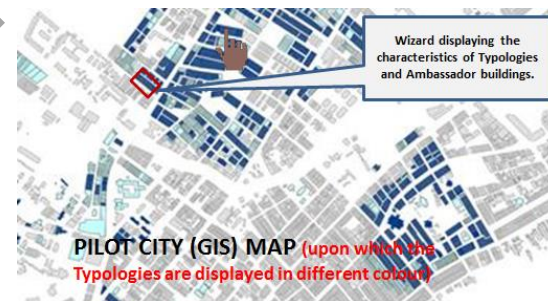 Wizard displaying the
characteristics of Typologies
and Ambassador buildings.
PILOT CITY (GIS) MAP (upon which the
Typologies are displayed in different colour)